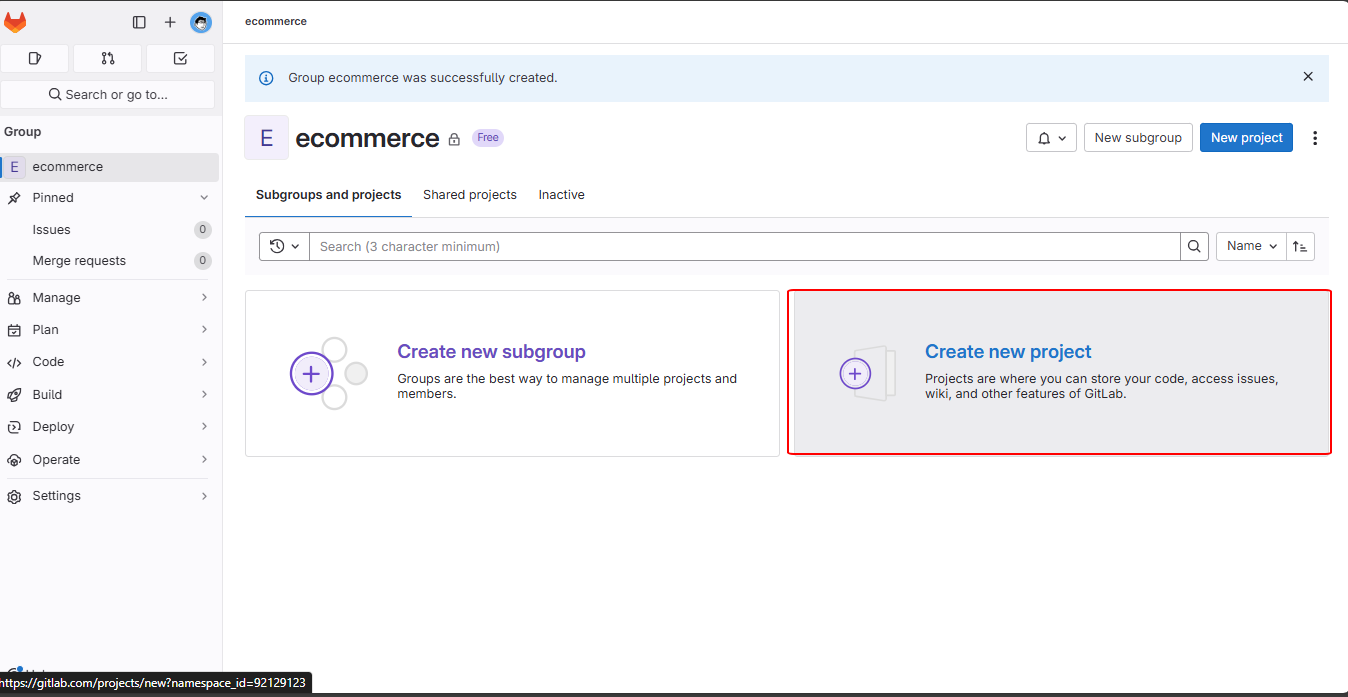 ecommerce
Search or go to...
Group
E ecommerce
Pinned
Issues 0
Merge requests 0
Manage
Plan
Code
Build
Deploy
Operate
Settings
Group ecommerce was successfully created.
E ecommerce Free
New subgroup New project
Subgroups and projects Shared projects Inactive
Search (3 character minimum) Name
Create new subgroup
Groups are the best way to manage multiple projects and
members.
Create new project
Projects are where you can store your code, access issues,
wiki, and other features of GitLab.
https://gitlab.com/projects/new?namespace_id=92129123